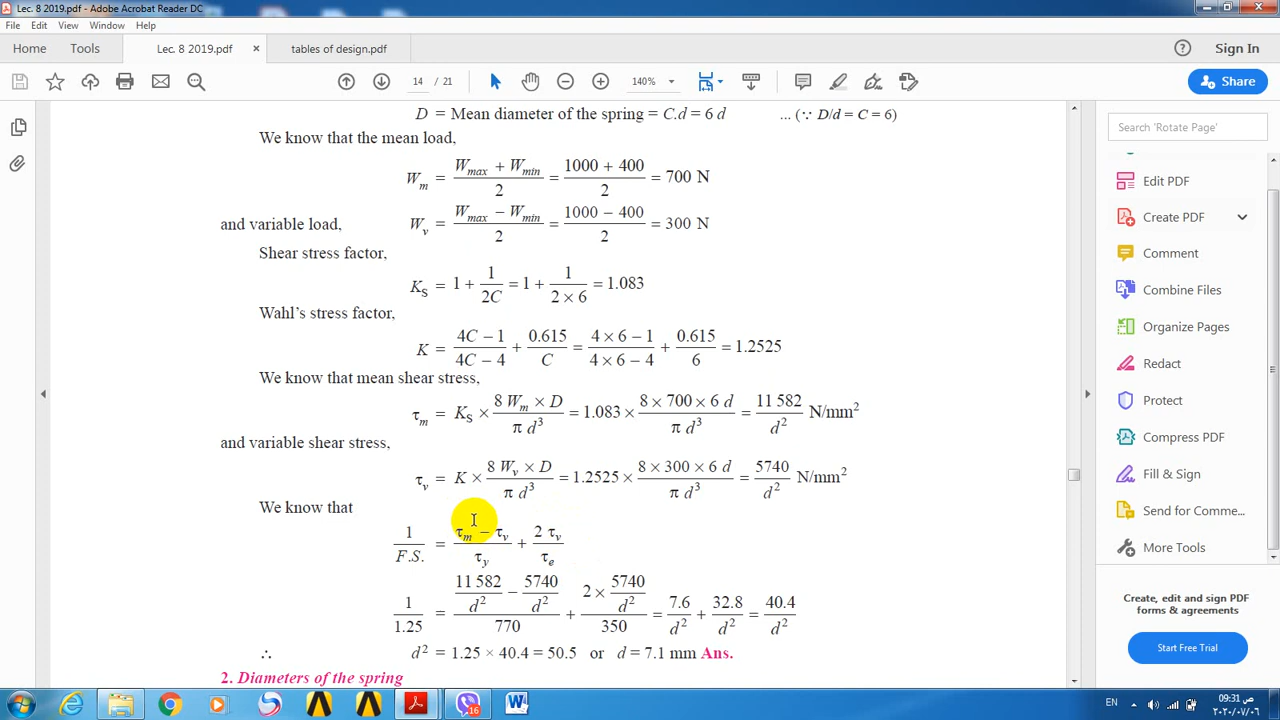 Lec. 8 2019.pdf - Adobe Acrobat Reader DC
File Edit View Window Help
Home Tools Lec. 8 2019.pdf × tables of design.pdf Sign In
14 / 21 140% Share
D = Mean diameter of the spring = C.d = 6 d ... (∵ D/d = C = 6)
We know that the mean load,
W_m = (W_max + W_min)/2 = (1000 + 400)/2 = 700 N
and variable load, W_v = (W_max − W_min)/2 = (1000 − 400)/2 = 300 N
Shear stress factor,
K_S = 1 + 1/2C = 1 + 1/(2 × 6) = 1.083
Wahl's stress factor,
K = (4C − 1)/(4C − 4) + 0.615/C = (4 × 6 − 1)/(4 × 6 − 4) + 0.615/6 = 1.2525
We know that mean shear stress,
τ_m = K_S × (8 W_m × D)/(π d³) = 1.083 × (8 × 700 × 6 d)/(π d³) = 11 582/d² N/mm²
and variable shear stress,
τ_v = K × (8 W_v × D)/(π d³) = 1.2525 × (8 × 300 × 6 d)/(π d³) = 5740/d² N/mm²
We know that
1/F.S. = (τ_m − τ_v)/τ_y + 2 τ_v/τ_e
1/1.25 = (11 582/d² − 5740/d²)/770 + (2 × 5740/d²)/350 = 7.6/d² + 32.8/d² = 40.4/d²
∴ d² = 1.25 × 40.4 = 50.5 or d = 7.1 mm Ans.
2. Diameters of the spring
Search 'Rotate Page'
Edit PDF
Create PDF
Comment
Combine Files
Organize Pages
Redact
Protect
Compress PDF
Fill & Sign
Send for Comme...
More Tools
Create, edit and sign PDF
forms & agreements
Start Free Trial
16
EN
09:31 ص
٢٠٢٠/٠٧/٠٦